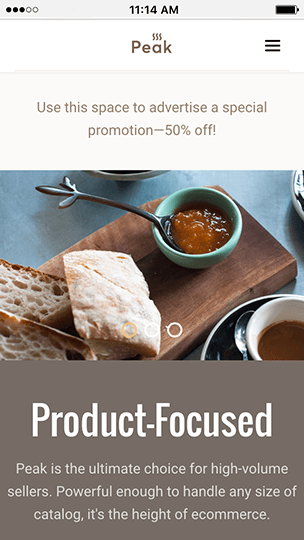 11:14 AM
Peak
Use this space to advertise a special
promotion—50% off!
Product-Focused
Peak is the ultimate choice for high-volume
sellers. Powerful enough to handle any size of
catalog, it's the height of ecommerce.